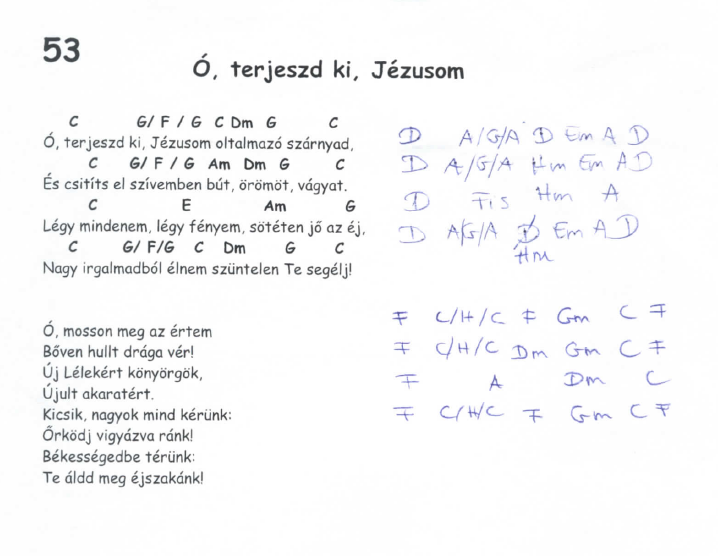 53
Ó, terjeszd ki, Jézusom
C G/ F / G C Dm G C
Ó, terjeszd ki, Jézusom oltalmazó szárnyad,
C G/ F / G Am Dm G C
És csitíts el szívemben bút, örömöt, vágyat.
C E Am G
Légy mindenem, légy fényem, sötéten jő az éj,
C G/ F/G C Dm G C
Nagy irgalmadból élnem szüntelen Te segélj!
Ó, mosson meg az értem
Bőven hullt drága vér!
Új Lélekért könyörgök,
Újult akaratért.
Kicsik, nagyok mind kérünk:
Őrködj vigyázva ránk!
Békességedbe térünk:
Te áldd meg éjszakánk!
D A/G/A D Em A D
D A/G/A Hm Em A D
D Fis Hm A
D A/G/A D Em A D
Hm
F C/H/C F Gm C F
F C/H/C Dm Gm C F
F A Dm C
F C/H/C F Gm C F